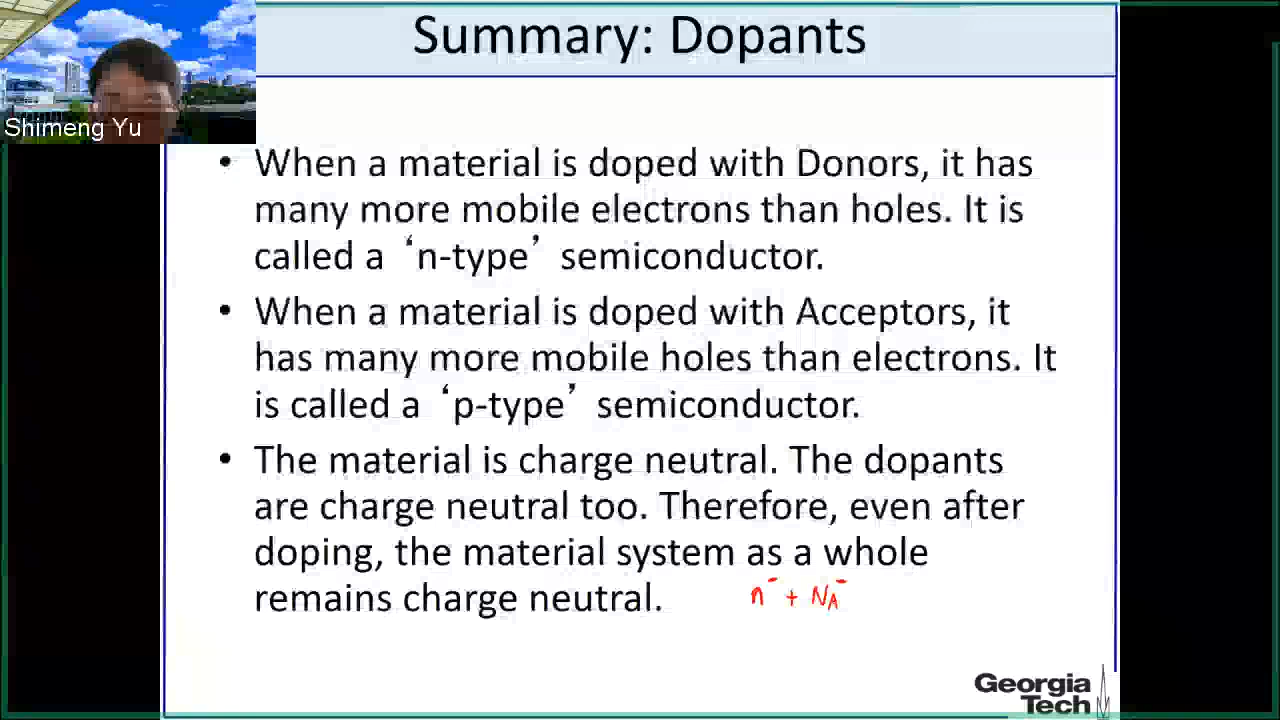 Summary: Dopants
Shimeng Yu
• When a material is doped with Donors, it has
many more mobile electrons than holes. It is
called a ‘n-type’ semiconductor.
• When a material is doped with Acceptors, it
has many more mobile holes than electrons. It
is called a ‘p-type’ semiconductor.
• The material is charge neutral. The dopants
are charge neutral too. Therefore, even after
doping, the material system as a whole
remains charge neutral.
n⁻ + N_A⁻
Georgia
Tech